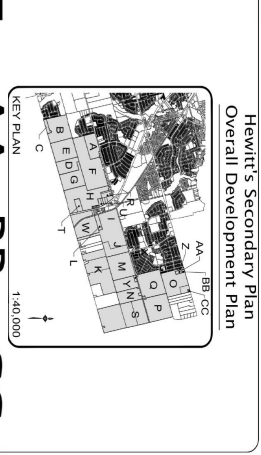 Hewitt's Secondary Plan
Overall Development Plan
AA
BB
CC
Z
O
Q
P
R
U
I
J
M
Y
N
S
A
F
H
B
E
D
G
W
K
C
T
L
KEY PLAN
1:40,000